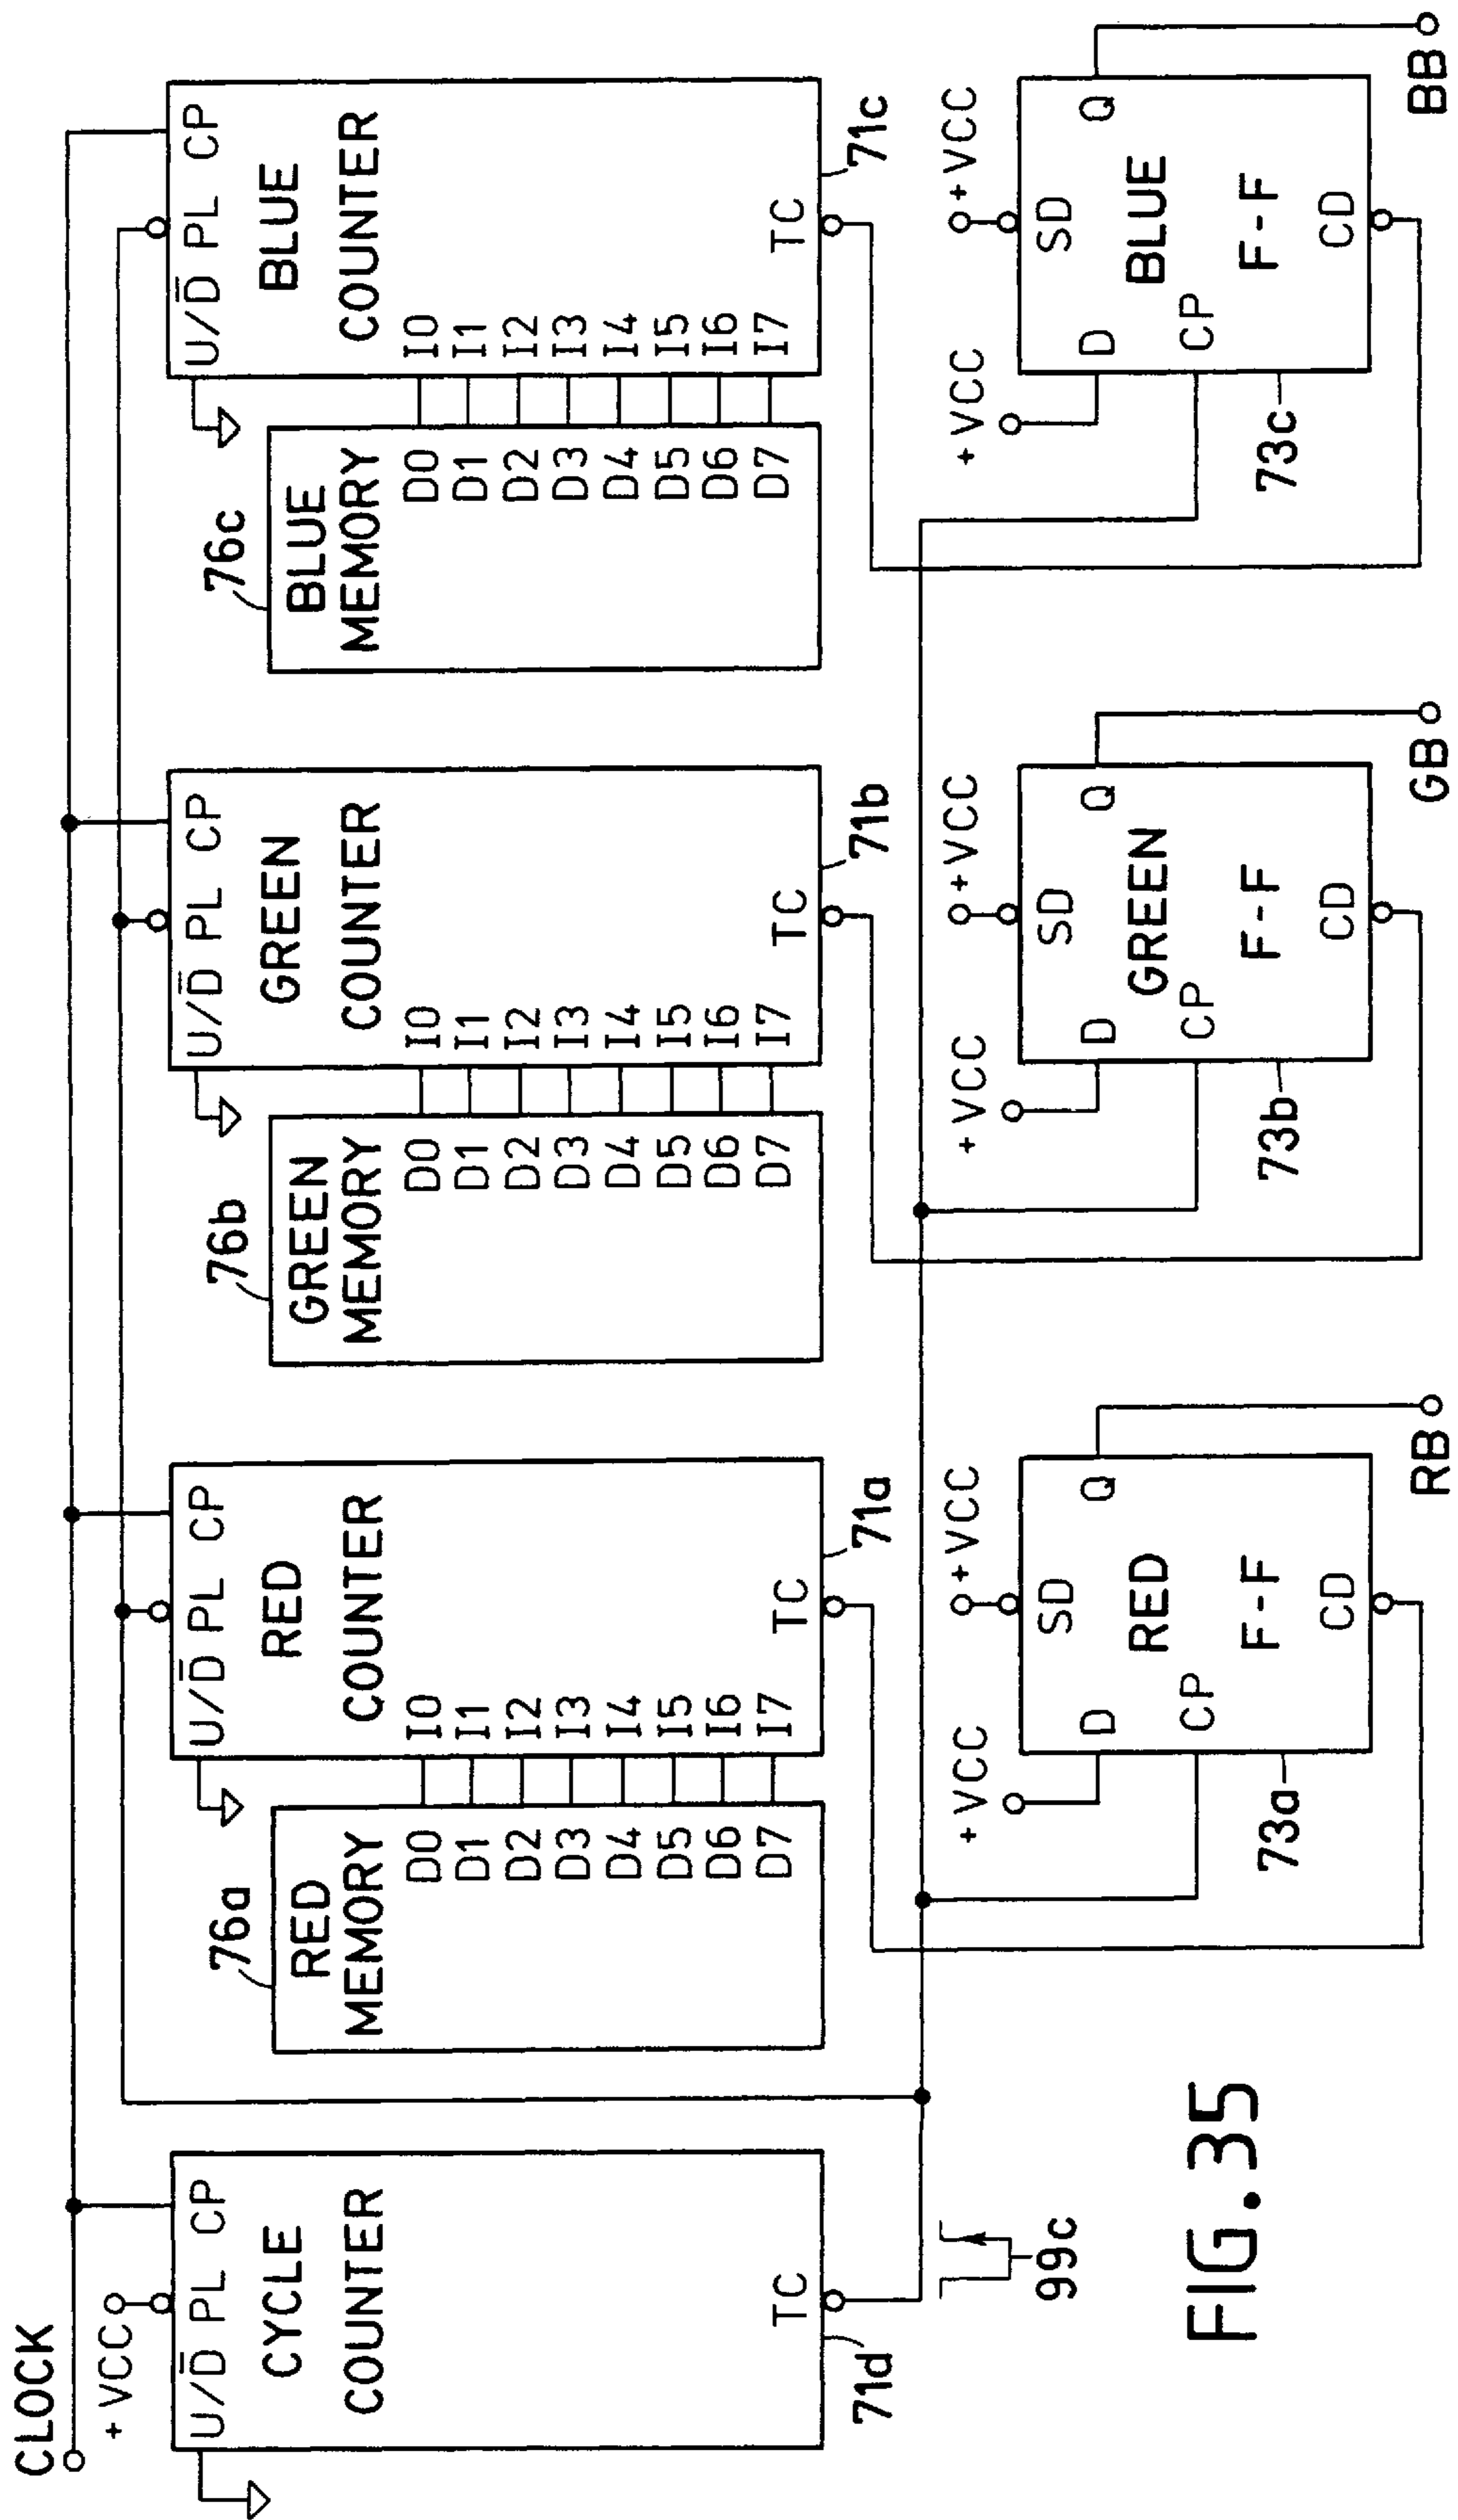 CLOCK
+VCC
U/D̅ PL CP
CYCLE
COUNTER
TC
71d
99c
76a
RED
MEMORY
D0
D1
D2
D3
D4
D5
D6
D7
U/D̅ PL CP
RED
COUNTER
I0
I1
I2
I3
I4
I5
I6
I7
TC
71a
76b
GREEN
MEMORY
D0
D1
D2
D3
D4
D5
D6
D7
U/D̅ PL CP
GREEN
COUNTER
I0
I1
I2
I3
I4
I5
I6
I7
TC
71b
76c
BLUE
MEMORY
D0
D1
D2
D3
D4
D5
D6
D7
U/D̅ PL CP
BLUE
COUNTER
I0
I1
I2
I3
I4
I5
I6
I7
TC
71c
+VCC
+VCC
SD
D
Q
RED
CP
F-F
CD
73a
RB
+VCC
+VCC
SD
D
Q
GREEN
CP
F-F
CD
73b
GB
+VCC
+VCC
SD
D
Q
BLUE
CP
F-F
CD
73c
BB
FIG. 35